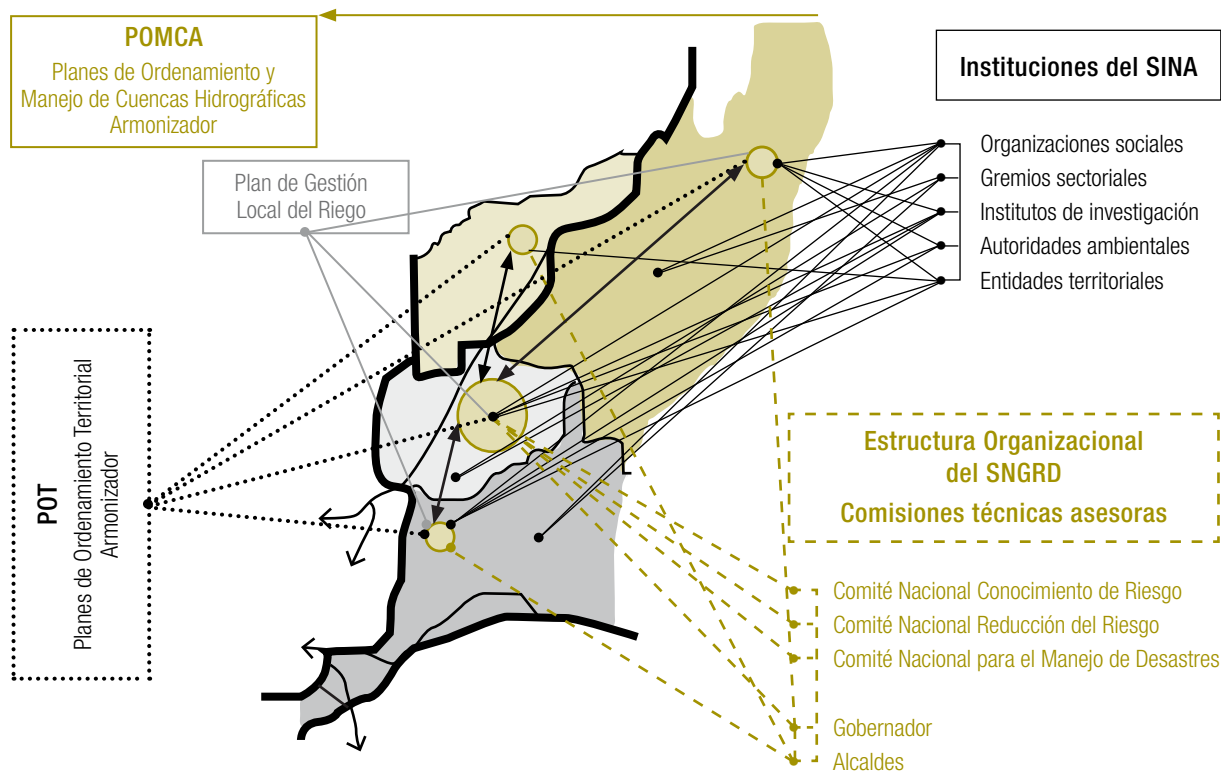 POMCA
Planes de Ordenamiento y
Manejo de Cuencas Hidrográficas
Armonizador
Instituciones del SINA
Organizaciones sociales
Gremios sectoriales
Institutos de investigación
Autoridades ambientales
Entidades territoriales
Plan de Gestión
Local del Riego
POT
Planes de Ordenamiento Territorial
Armonizador
Estructura Organizacional
del SNGRD
Comisiones técnicas asesoras
Comité Nacional Conocimiento de Riesgo
Comité Nacional Reducción del Riesgo
Comité Nacional para el Manejo de Desastres
Gobernador
Alcaldes